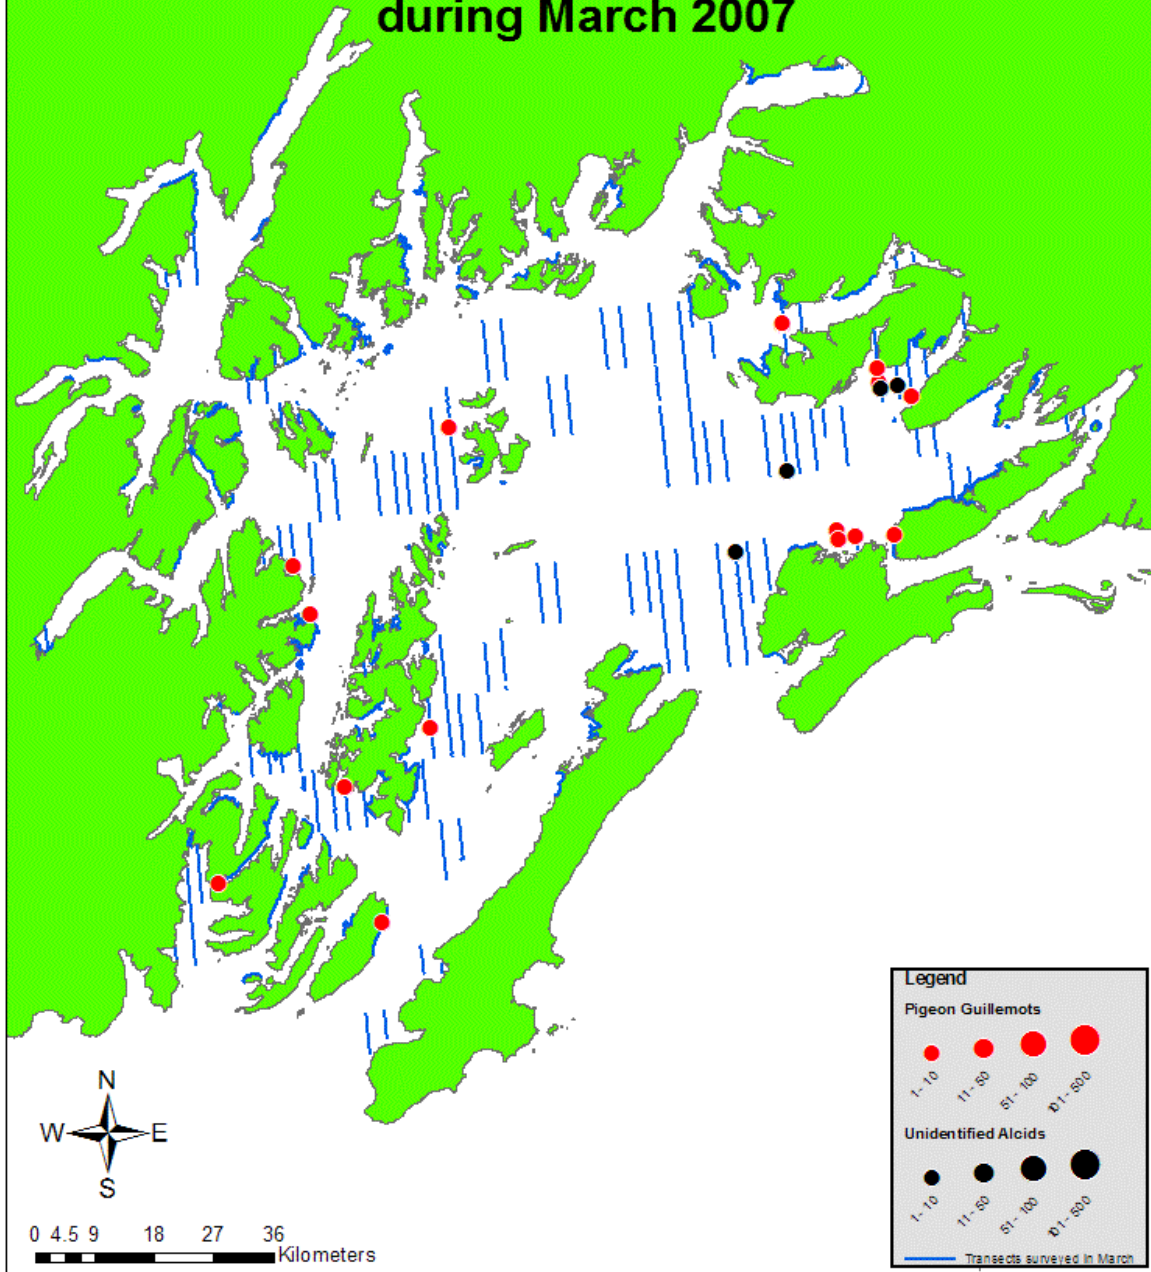 during March 2007
Legend
Pigeon Guillemots
1 - 10
11 - 50
51 - 100
101 - 500
Unidentified Alcids
1 - 10
11 - 50
51 - 100
101 - 500
Transects surveyed in March
N
W E
S
0 4.5 9 18 27 36
Kilometers